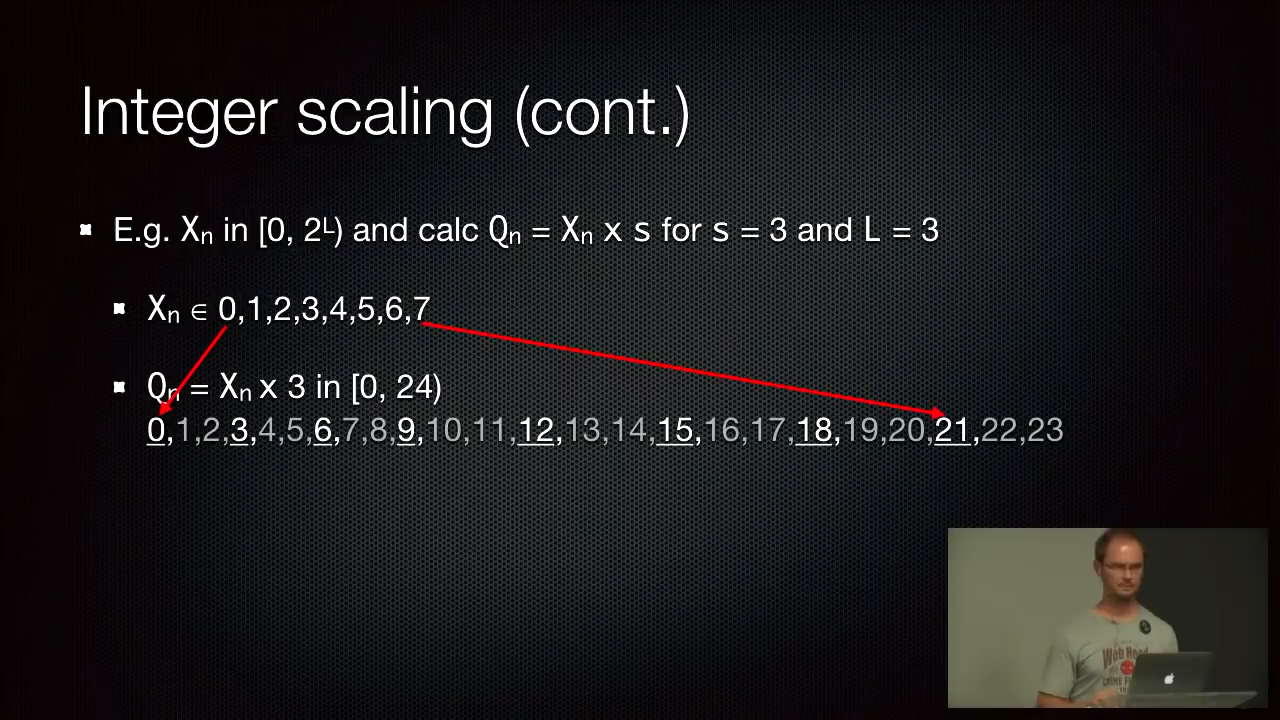 Integer scaling (cont.)
E.g. Xn in [0, 2ᴸ) and calc Qn = Xn x s for s = 3 and L = 3
Xn ∈ 0,1,2,3,4,5,6,7
Qn = Xn x 3 in [0, 24)
0,1,2,3,4,5,6,7,8,9,10,11,12,13,14,15,16,17,18,19,20,21,22,23
Web Head